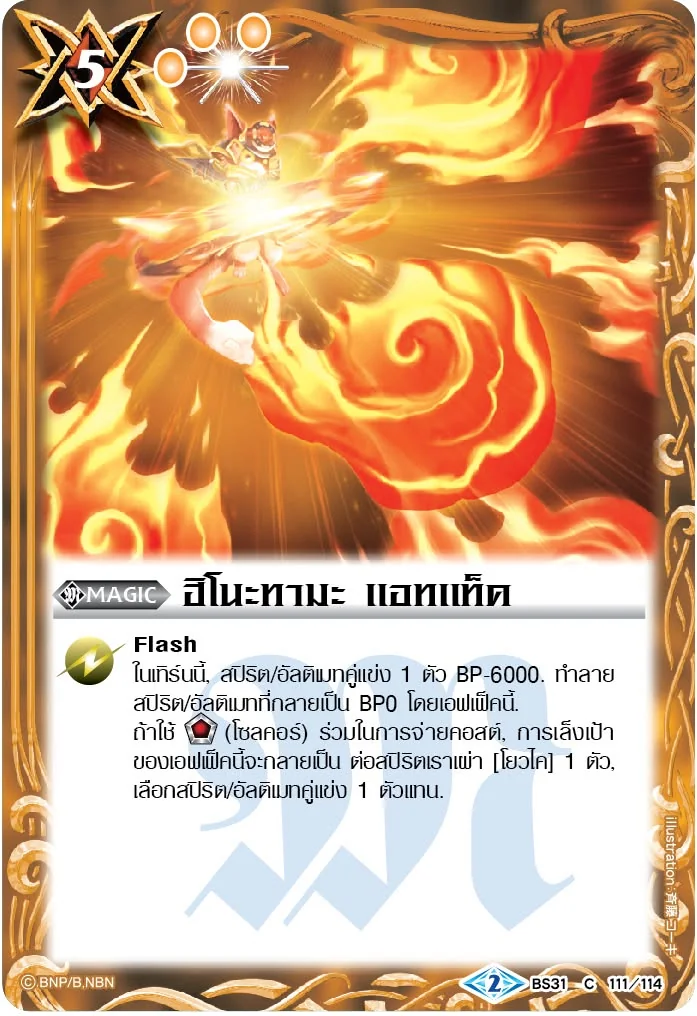 5
MAGIC ฮิโนะทามะ แอทแท็ค
Flash
ในเทิร์นนี้, สปิริต/อัลติเมทคู่แข่ง 1 ตัว BP-6000. ทำลาย
สปิริต/อัลติเมทที่กลายเป็น BP0 โดยเอฟเฟ็คนี้.
ถ้าใช้ (โซลคอร์) ร่วมในการจ่ายคอสต์, การเล็งเป้า
ของเอฟเฟ็คนี้จะกลายเป็น ต่อสปิริตเราเผ่า [โยวไค] 1 ตัว,
เลือกสปิริต/อัลติเมทคู่แข่ง 1 ตัวแทน.
illustration:斉藤コーキ
©BNP/B,NBN
2 BS31 C 111/114